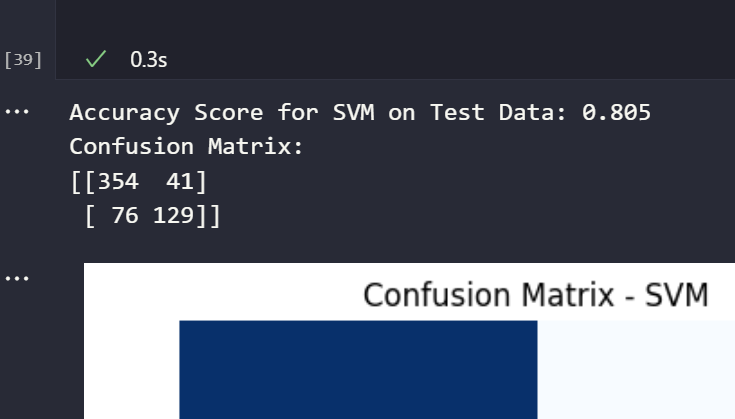 [39]
0.3s
Accuracy Score for SVM on Test Data: 0.805
Confusion Matrix:
[[354  41]
 [ 76 129]]
Confusion Matrix - SVM